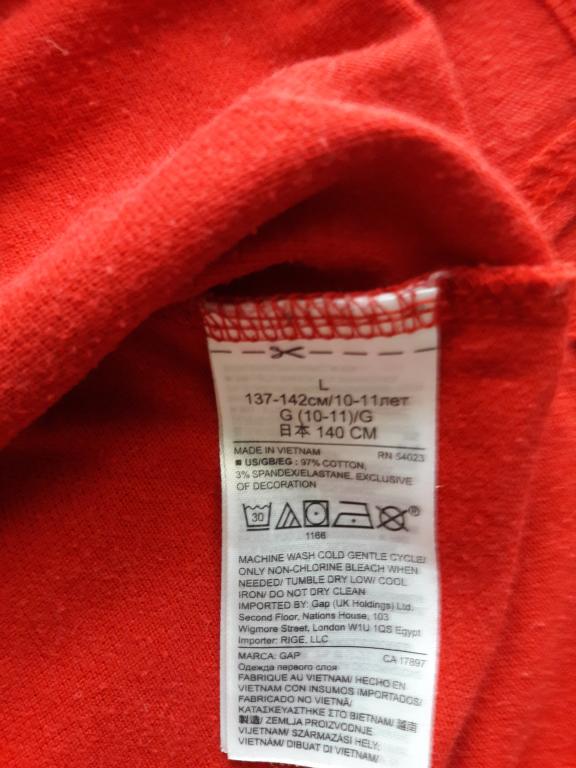 L
137-142см/10-11лет
G (10-11)/G
日本 140 CM
MADE IN VIETNAM RN 54023
■ US/GB/EG : 97% COTTON,
3% SPANDEX/ELASTANE, EXCLUSIVE
OF DECORATION
30 ®
1166
MACHINE WASH COLD GENTLE CYCLE/
ONLY NON-CHLORINE BLEACH WHEN
NEEDED/ TUMBLE DRY LOW/ COOL
IRON/ DO NOT DRY CLEAN
IMPORTED BY: Gap (UK Holdings) Ltd.
Second Floor, Nations House, 103
Wigmore Street, London W1U 1QS Egypt
Importer: RIGE, LLC
MARCA: GAP CA 17897
Одежда первого слоя
FABRIQUE AU VIETNAM/ HECHO EN
VIETNAM CON INSUMOS IMPORTADOS/
FABRICADO NO VIETNÃ/
ΚΑΤΑΣΚΕΥΑΣΤΗΚΕ ΣΤΟ ΒΙΕΤΝΑΜ/ 越南
製造/ ZEMLJA PROIZVODNJE:
VIJETNAM/ SZÁRMAZÁSI HELY:
VIETNÁM/ DIBUAT DI VIETNAM/